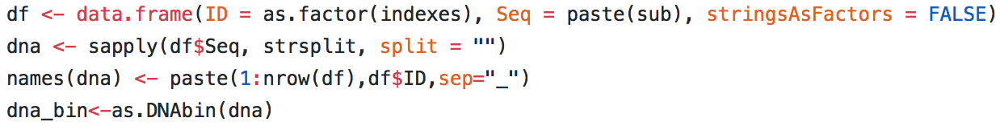 df <- data.frame(ID = as.factor(indexes), Seq = paste(sub), stringsAsFactors = FALSE)
dna <- sapply(df$Seq, strsplit, split = "")
names(dna) <- paste(1:nrow(df),df$ID,sep="_")
dna_bin<-as.DNAbin(dna)